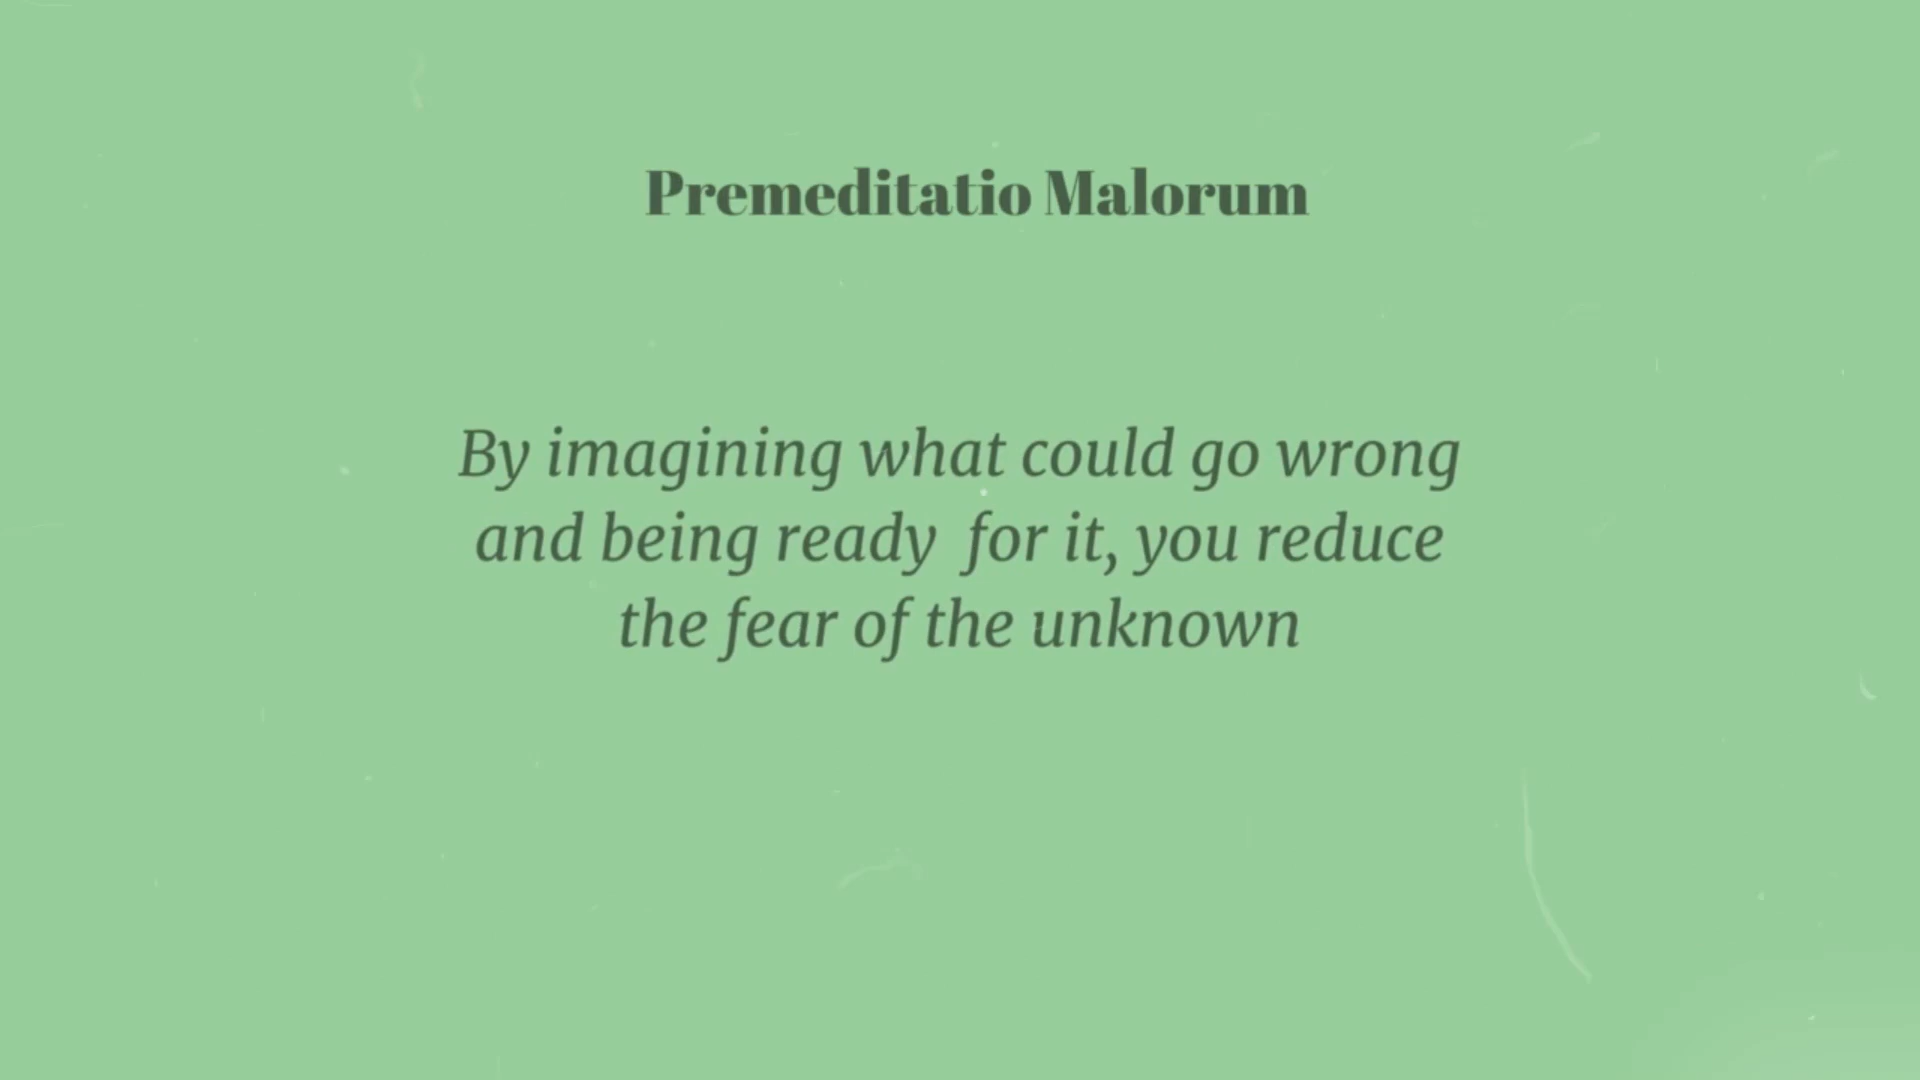 Premeditatio Malorum
By imagining what could go wrong
and being ready  for it, you reduce
the fear of the unknown